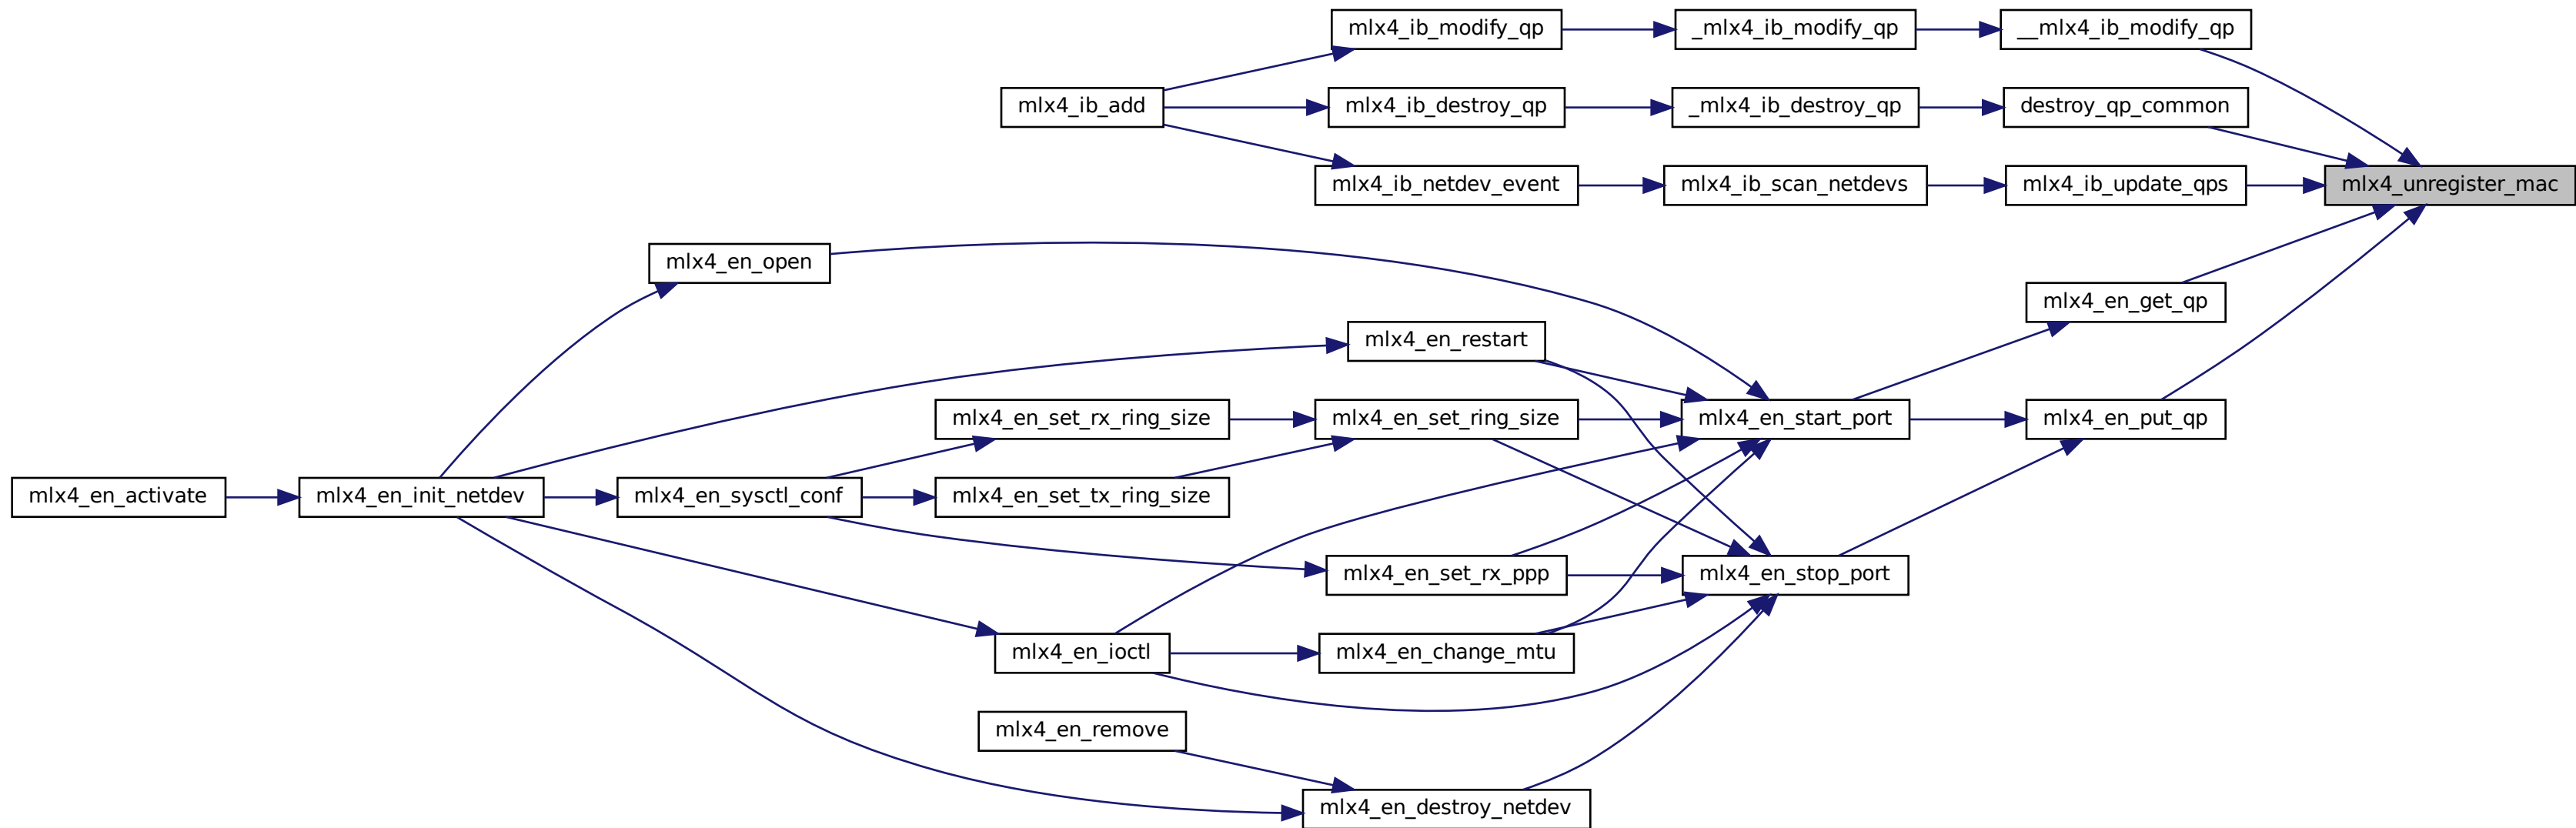 mlx4_ib_modify_qp
_mlx4_ib_modify_qp
__mlx4_ib_modify_qp
mlx4_ib_add
mlx4_ib_destroy_qp
_mlx4_ib_destroy_qp
destroy_qp_common
mlx4_ib_netdev_event
mlx4_ib_scan_netdevs
mlx4_ib_update_qps
mlx4_unregister_mac
mlx4_en_open
mlx4_en_get_qp
mlx4_en_restart
mlx4_en_set_rx_ring_size
mlx4_en_set_ring_size
mlx4_en_start_port
mlx4_en_put_qp
mlx4_en_activate
mlx4_en_init_netdev
mlx4_en_sysctl_conf
mlx4_en_set_tx_ring_size
mlx4_en_set_rx_ppp
mlx4_en_stop_port
mlx4_en_ioctl
mlx4_en_change_mtu
mlx4_en_remove
mlx4_en_destroy_netdev